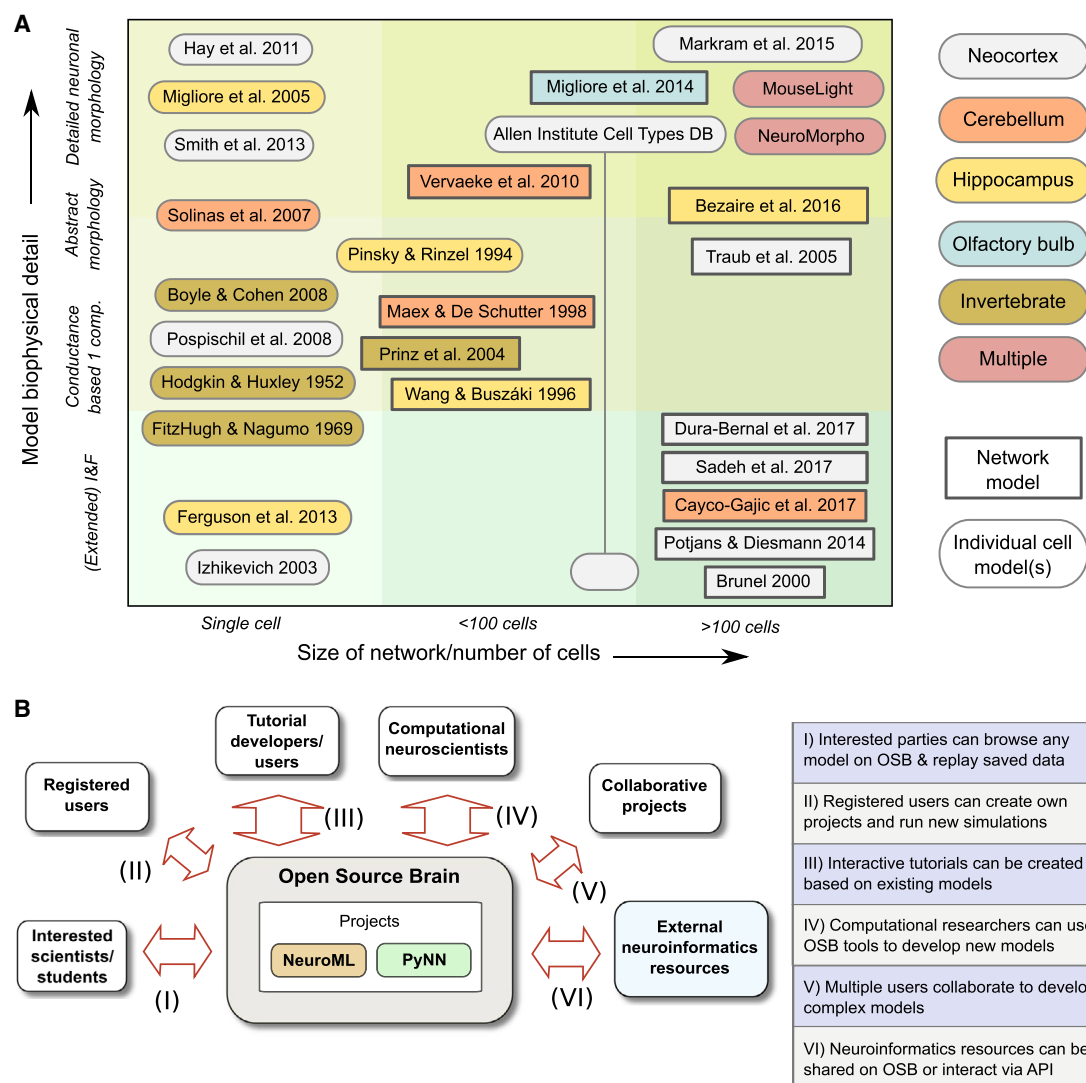 A
Model biophysical detail
Detailed neuronal
morphology
Abstract
morphology
Conductance
based 1 comp.
(Extended) I&F
Hay et al. 2011
Migliore et al. 2005
Smith et al. 2013
Solinas et al. 2007
Pinsky & Rinzel 1994
Boyle & Cohen 2008
Pospischil et al. 2008
Hodgkin & Huxley 1952
FitzHugh & Nagumo 1969
Ferguson et al. 2013
Izhikevich 2003
Markram et al. 2015
Migliore et al. 2014
MouseLight
Allen Institute Cell Types DB
NeuroMorpho
Vervaeke et al. 2010
Bezaire et al. 2016
Traub et al. 2005
Maex & De Schutter 1998
Prinz et al. 2004
Wang & Buszáki 1996
Dura-Bernal et al. 2017
Sadeh et al. 2017
Cayco-Gajic et al. 2017
Potjans & Diesmann 2014
Brunel 2000
Single cell
<100 cells
>100 cells
Size of network/number of cells
Neocortex
Cerebellum
Hippocampus
Olfactory bulb
Invertebrate
Multiple
Network
model
Individual cell
model(s)
B
Interested
scientists/
students
(I)
Registered
users
(II)
Tutorial
developers/
users
(III)
Computational
neuroscientists
(IV)
Collaborative
projects
(V)
External
neuroinformatics
resources
(VI)
Open Source Brain
Projects
NeuroML
PyNN
I) Interested parties can browse any
model on OSB & replay saved data
II) Registered users can create own
projects and run new simulations
III) Interactive tutorials can be created
based on existing models
IV) Computational researchers can use
OSB tools to develop new models
V) Multiple users collaborate to develo
complex models
VI) Neuroinformatics resources can be
shared on OSB or interact via API